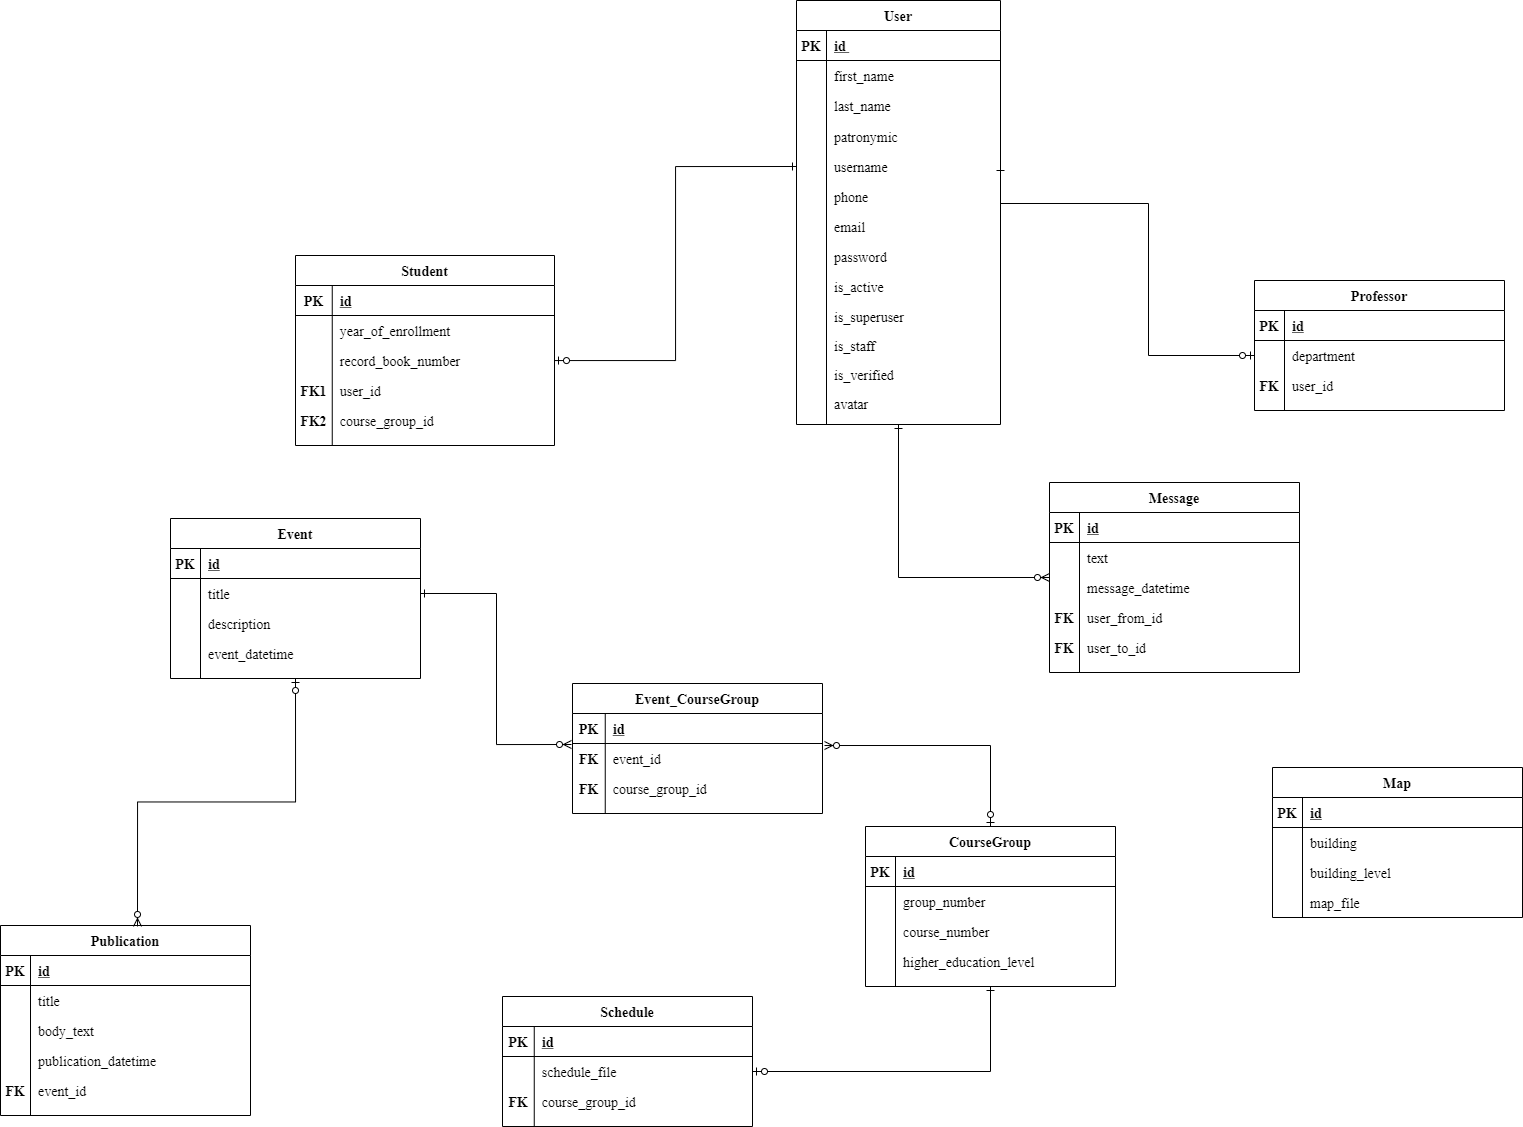 User
PK id
first_name
last_name
patronymic
username
phone
email
password
is_active
is_superuser
is_staff
is_verified
avatar
Student
PK id
year_of_enrollment
record_book_number
FK1 user_id
FK2 course_group_id
Professor
PK id
department
FK user_id
Message
PK id
text
message_datetime
FK user_from_id
FK user_to_id
Event
PK id
title
description
event_datetime
Event_CourseGroup
PK id
FK event_id
FK course_group_id
Map
PK id
building
building_level
map_file
CourseGroup
PK id
group_number
course_number
higher_education_level
Publication
PK id
title
body_text
publication_datetime
FK event_id
Schedule
PK id
schedule_file
FK course_group_id